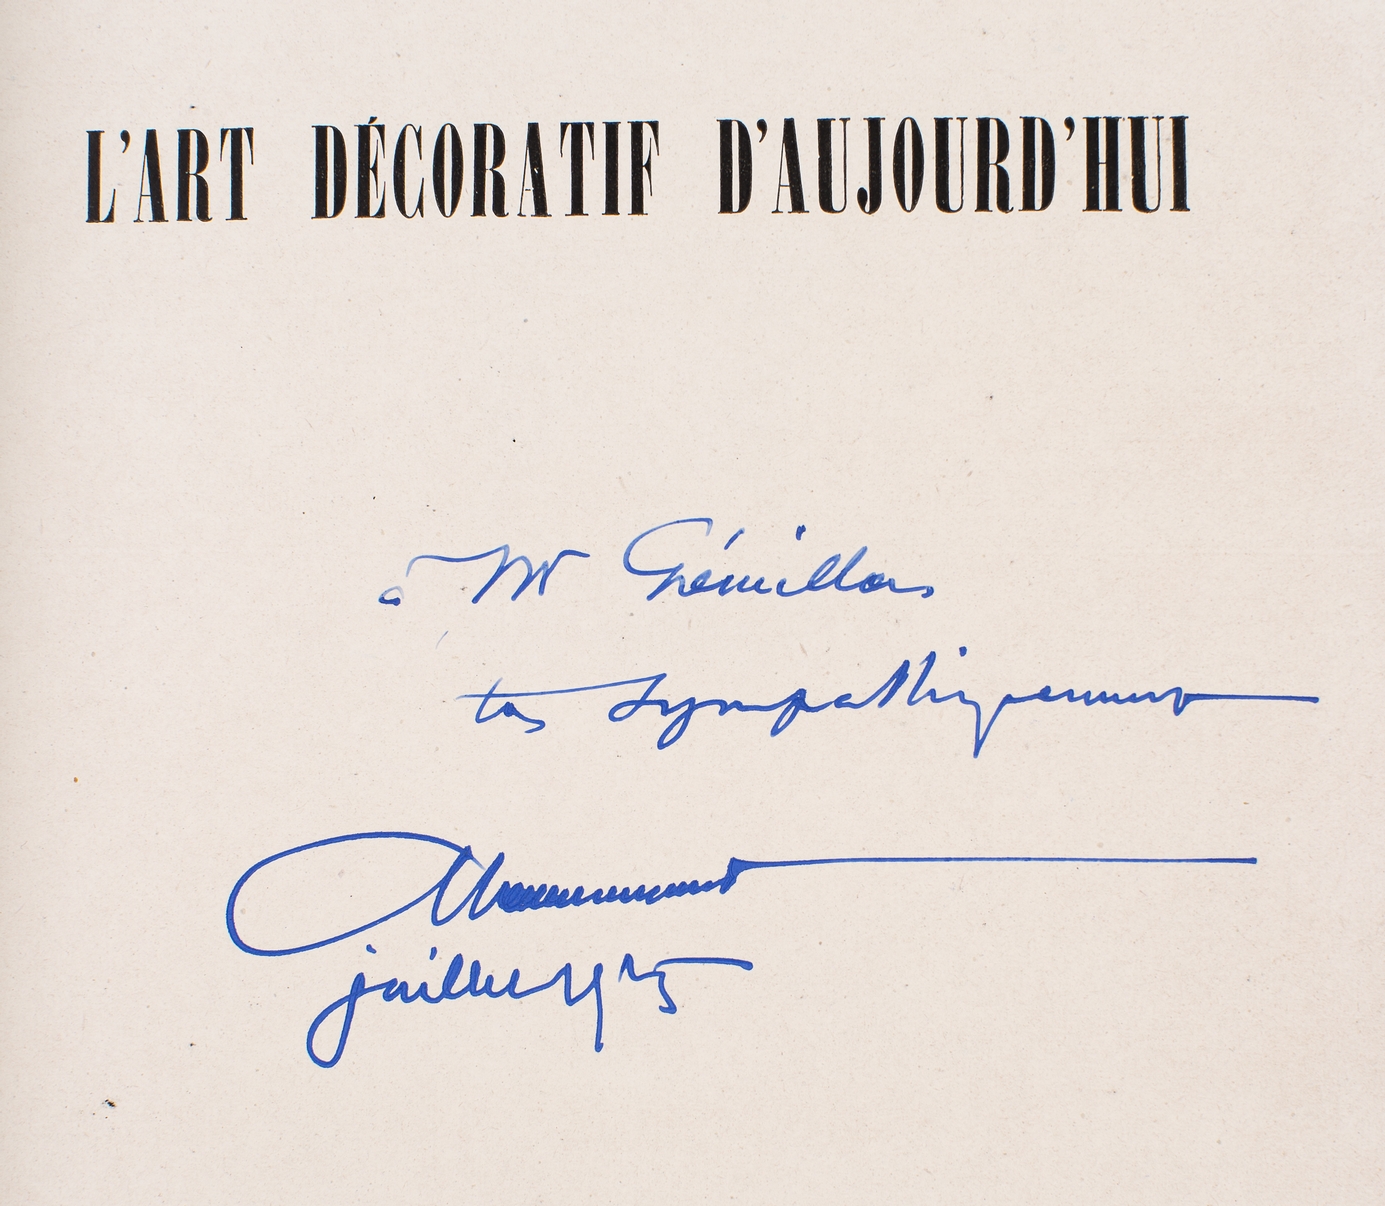 L'ART DÉCORATIF D'AUJOURD'HUI
à Mr Grémillon
très sympathiquement
juillet 1925